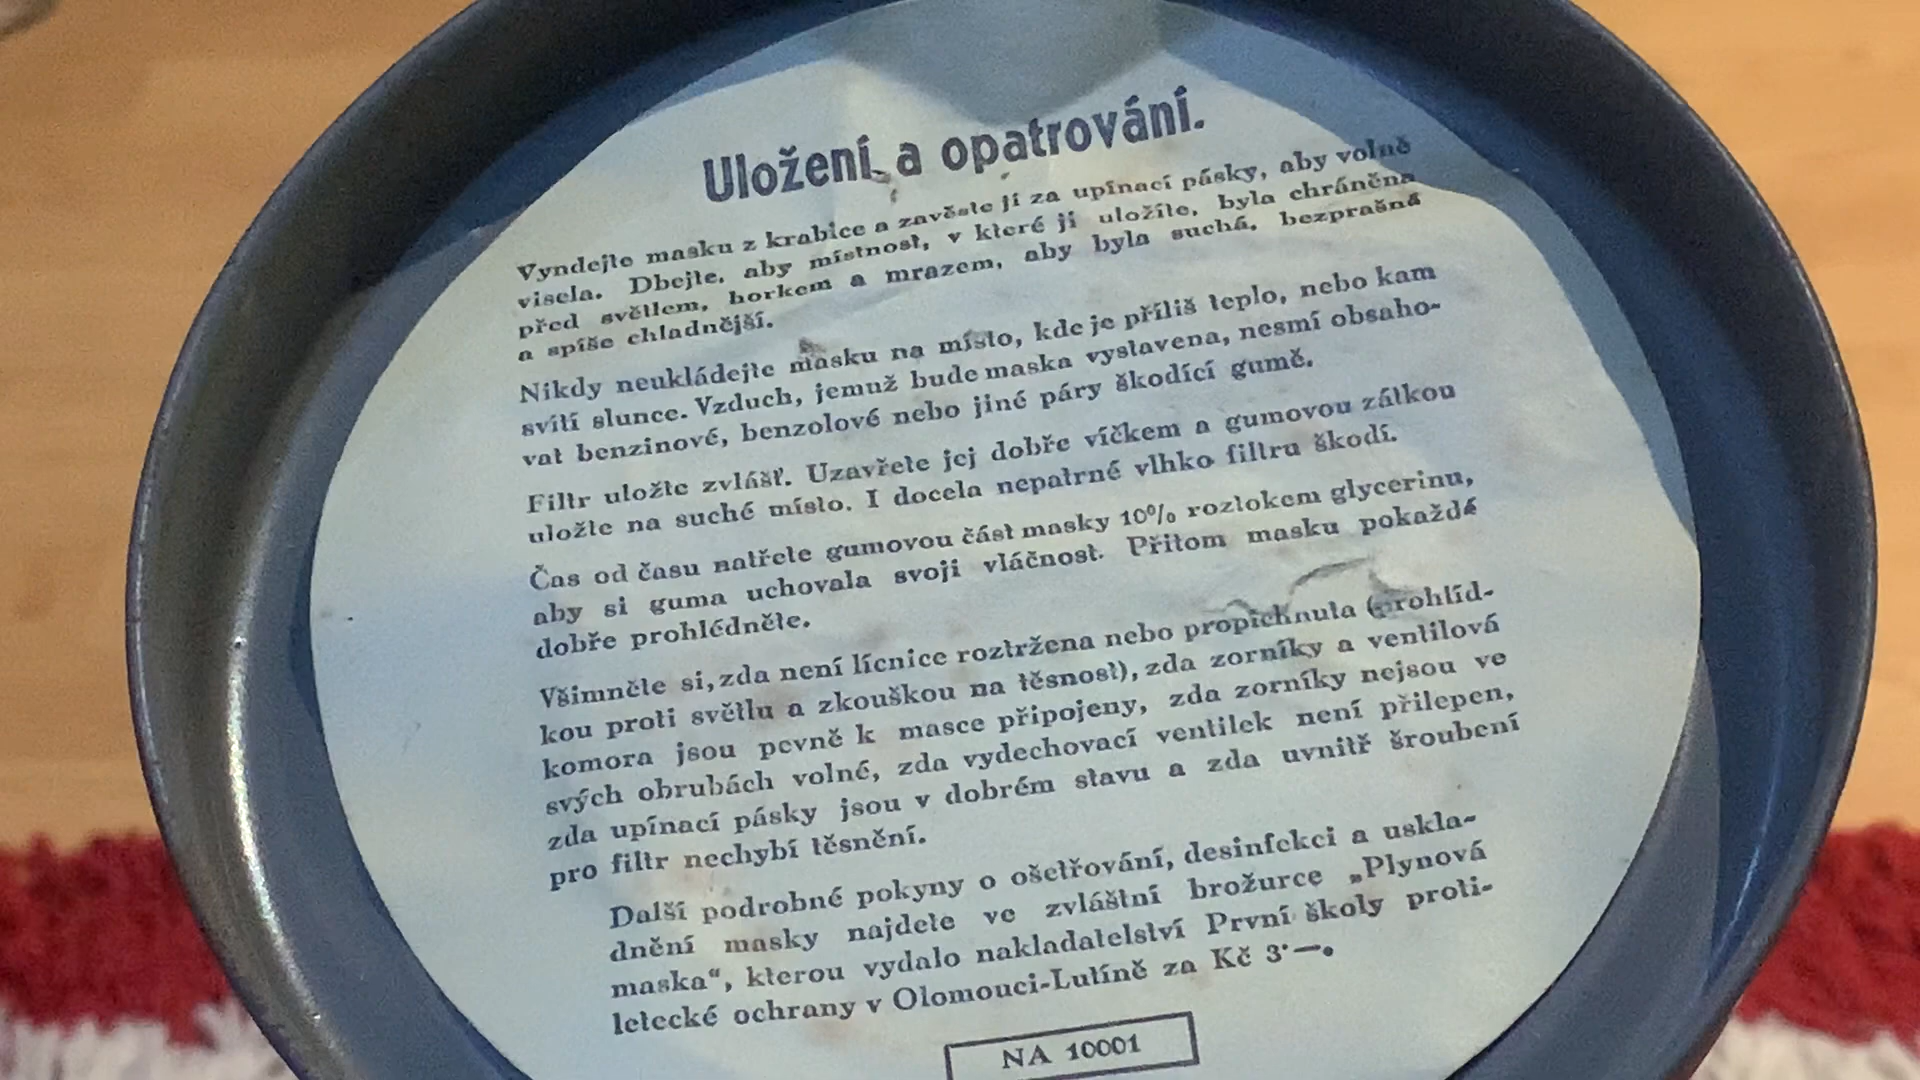 Uložení a opatrování.
Vyndejte masku z krabice a zavěste ji za upínací pásky, aby volně
visela. Dbejte, aby místnost, v které ji uložíte, byla chráněna
před světlem, horkem a mrazem, aby byla suchá, bezprašná
a spíše chladnější.
Nikdy neukládejte masku na místo, kde je příliš teplo, nebo kam
svítí slunce. Vzduch, jemuž bude maska vystavena, nesmí obsaho-
vat benzinové, benzolové nebo jiné páry škodící gumě.
Filtr uložte zvlášť. Uzavřete jej dobře víčkem a gumovou zátkou
uložte na suché místo. I docela nepatrné vlhko filtru škodí.
Čas od času natřete gumovou část masky 10% roztokem glycerinu,
aby si guma uchovala svoji vláčnost. Přitom masku pokaždé
dobře prohlédněte.
Všimněte si, zda není lícnice roztržena nebo propichnuta (prohlíd-
kou proti světlu a zkouškou na těsnost), zda zorníky a ventilová
komora jsou pevně k masce připojeny, zda zorníky nejsou ve
svých obrubách volné, zda vydechovací ventilek není přilepen,
zda upínací pásky jsou v dobrém stavu a zda uvnitř šroubení
pro filtr nechybí těsnění.
Další podrobné pokyny o ošetřování, desinfekci a uskla-
dnění masky najdete ve zvláštní brožurce „Plynová
maska“, kterou vydalo nakladatelství První školy proti-
letecké ochrany v Olomouci-Lutíně za Kč 3·—.
NA 10001